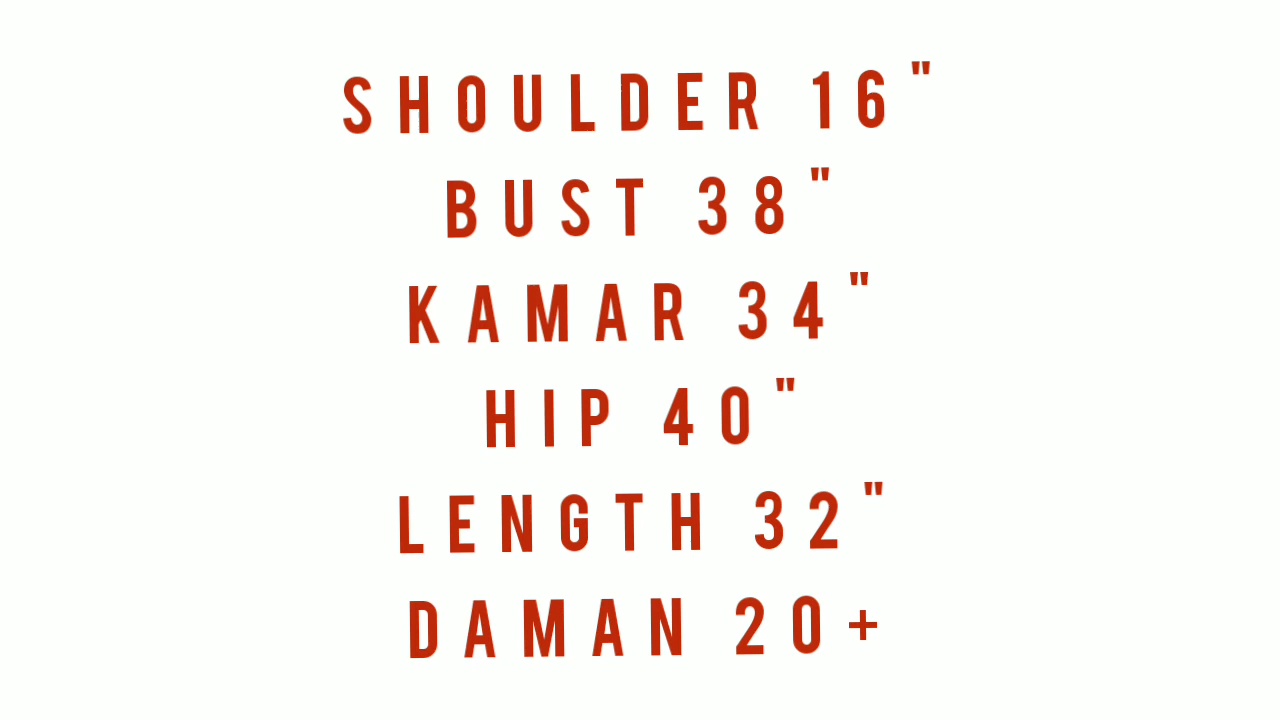 SHOULDER 16"
BUST 38"
KAMAR 34"
HIP 40"
LENGTH 32"
DAMAN 20+